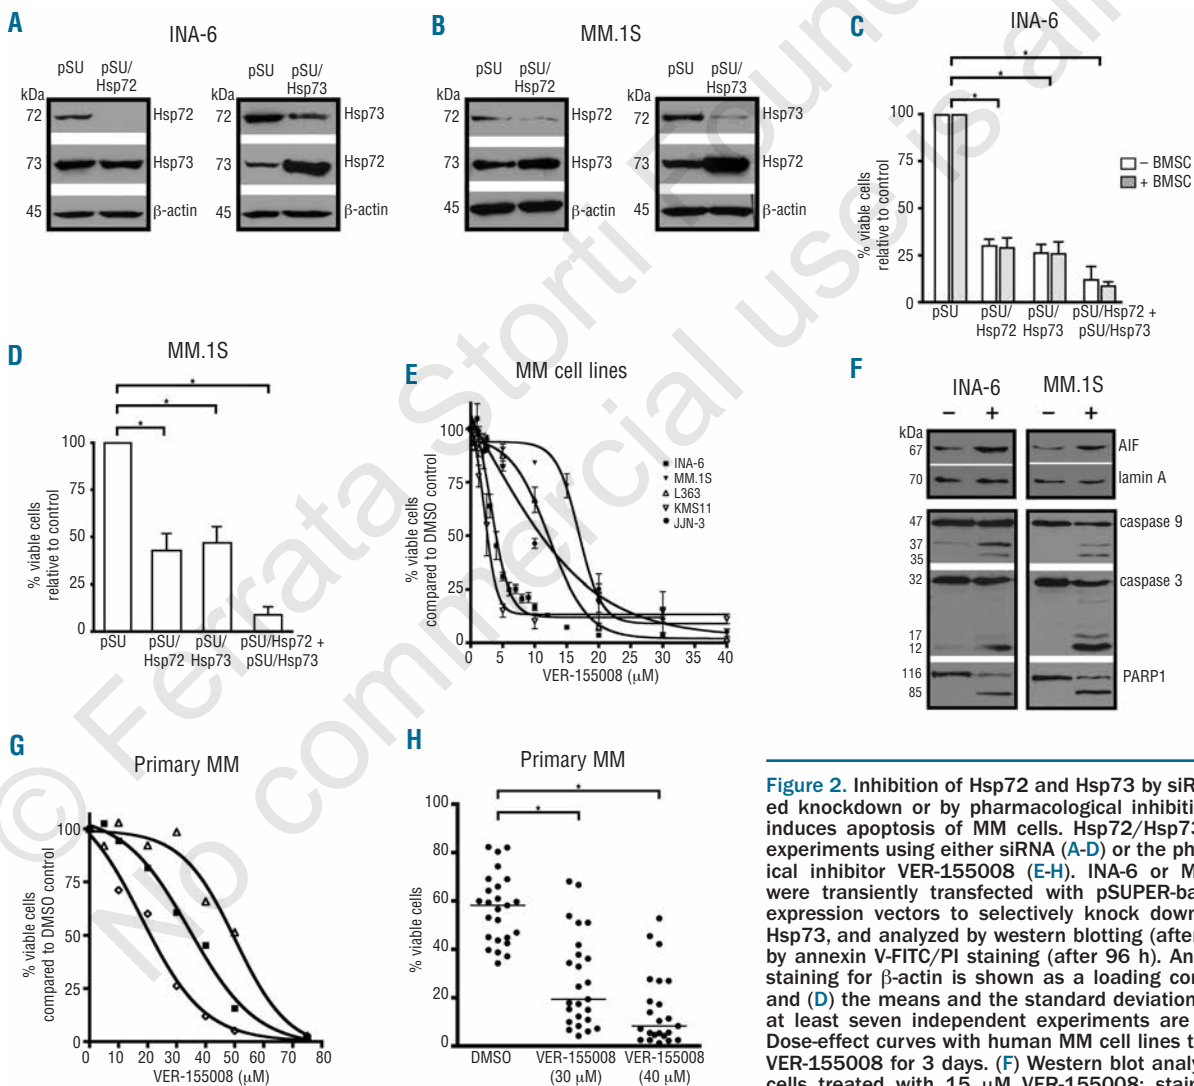 A
INA-6
pSU
pSU/
Hsp72
pSU
pSU/
Hsp73
kDa
72
Hsp72
73
Hsp73
45
β-actin
kDa
72
Hsp73
73
Hsp72
45
β-actin
B
MM.1S
pSU
pSU/
Hsp72
pSU
pSU/
Hsp73
kDa
72
Hsp72
73
Hsp73
45
β-actin
kDa
72
Hsp73
73
Hsp72
45
β-actin
C
INA-6
*
*
*
% viable cells
relative to control
100
75
50
25
0
– BMSC
+ BMSC
pSU
pSU/
Hsp72
pSU/
Hsp73
pSU/Hsp72 +
pSU/Hsp73
D
MM.1S
*
*
*
% viable cells
relative to control
100
75
50
25
0
pSU
pSU/
Hsp72
pSU/
Hsp73
pSU/Hsp72 +
pSU/Hsp73
E
MM cell lines
% viable cells
compared to DMSO control
100
75
50
25
0
INA-6
MM.1S
L363
KMS11
JJN-3
0 5 10 15 20 25 30 35 40
VER-155008 (µM)
F
INA-6
MM.1S
– + – +
kDa
67
AIF
70
lamin A
47
caspase 9
37
35
32
caspase 3
17
12
116
PARP1
85
G
Primary MM
% viable cells
compared to DMSO control
100
75
50
25
0
0 10 20 30 40 50 60 70 80
VER-155008 (µM)
H
Primary MM
*
*
% viable cells
100
80
60
40
20
0
DMSO
VER-155008
(30 µM)
VER-155008
(40 µM)
Figure 2. Inhibition of Hsp72 and Hsp73 by siR
ed knockdown or by pharmacological inhibiti
induces apoptosis of MM cells. Hsp72/Hsp73
experiments using either siRNA (A-D) or the ph
ical inhibitor VER-155008 (E-H). INA-6 or M
were transiently transfected with pSUPER-ba
expression vectors to selectively knock down
Hsp73, and analyzed by western blotting (after
by annexin V-FITC/PI staining (after 96 h). An
staining for β-actin is shown as a loading con
and (D) the means and the standard deviation
at least seven independent experiments are
Dose-effect curves with human MM cell lines t
VER-155008 for 3 days. (F) Western blot analy
cells treated with 15 µM VER-155008; stai
© Ferrata Storti Found
No commercial use is all